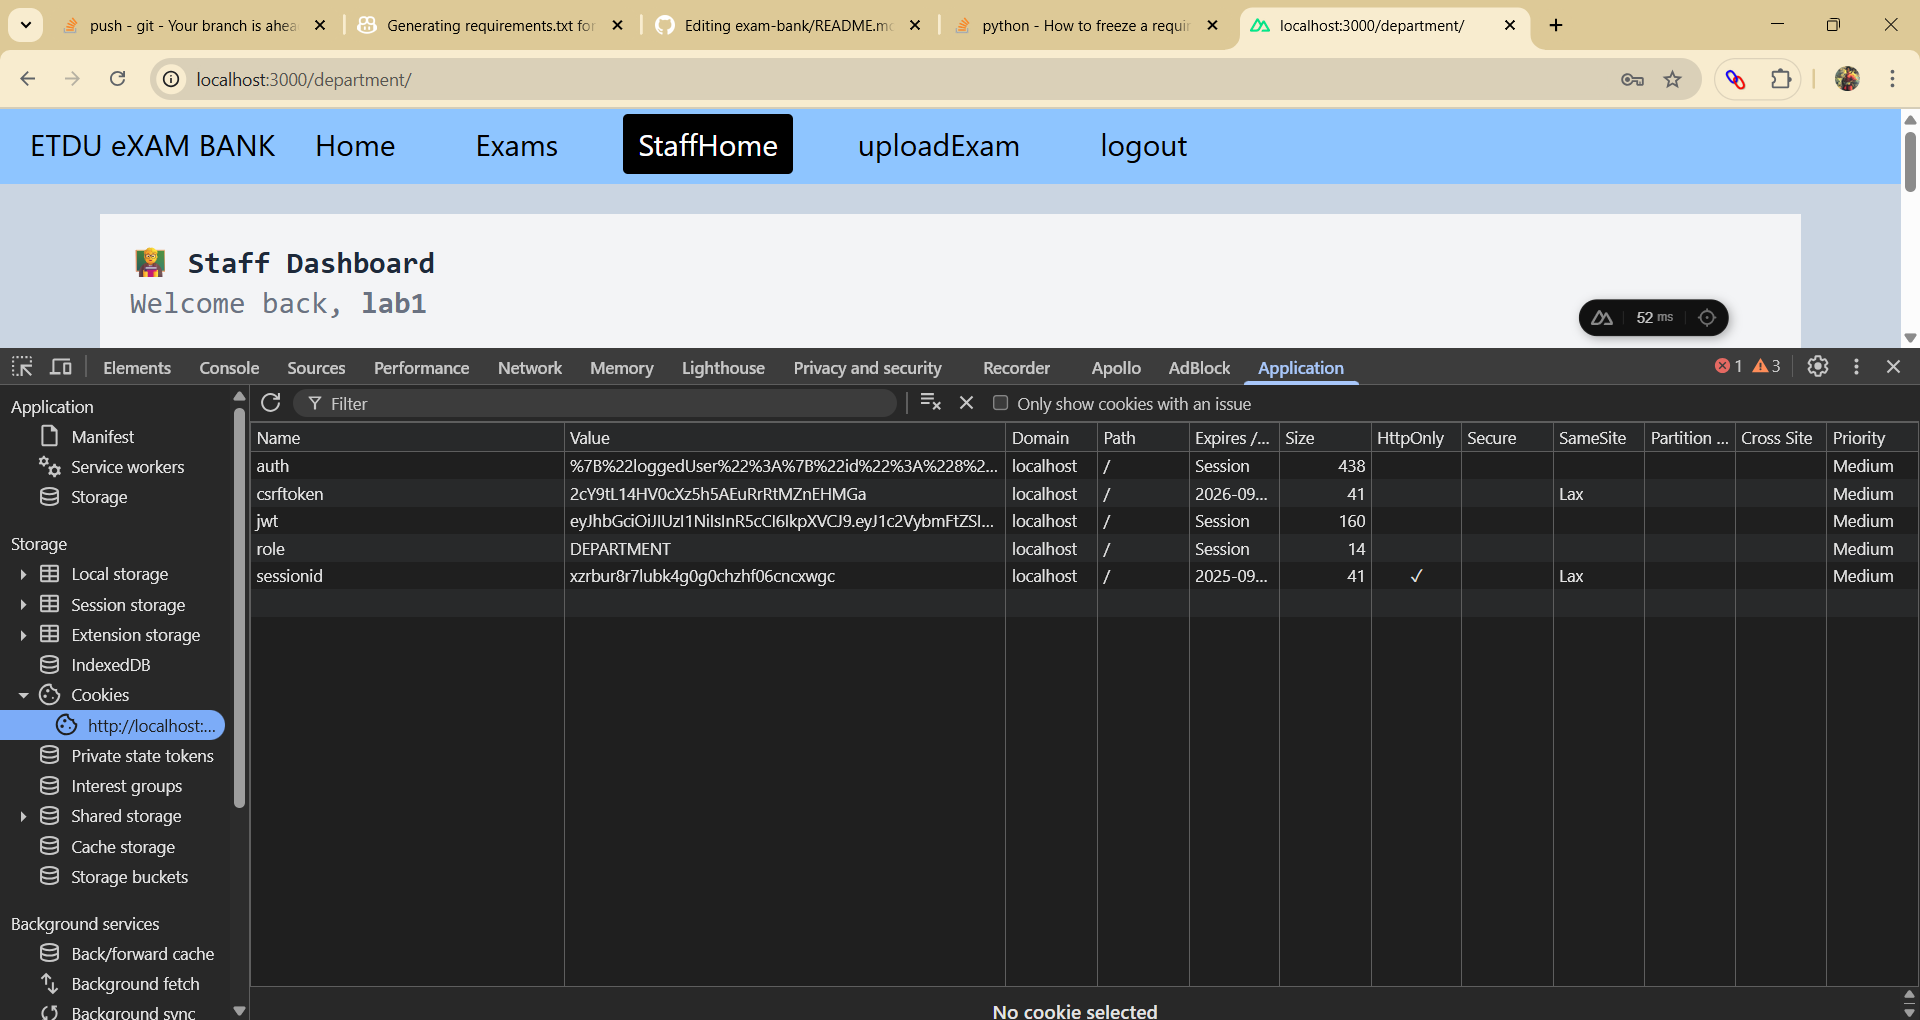 push - git - Your branch is ahea
Generating requirements.txt for
Editing exam-bank/README.mc
python - How to freeze a requir
localhost:3000/department/
localhost:3000/department/
ETDU eXAM BANK Home Exams StaffHome uploadExam logout
Staff Dashboard
Welcome back, lab1
52 ms
Elements Console Sources Performance Network Memory Lighthouse Privacy and security Recorder Apollo AdBlock Application 1 3
Application
Manifest
Service workers
Storage
Storage
Local storage
Session storage
Extension storage
IndexedDB
Cookies
http://localhost:...
Private state tokens
Interest groups
Shared storage
Cache storage
Storage buckets
Background services
Back/forward cache
Background fetch
Background sync
Filter
Only show cookies with an issue
Name Value Domain Path Expires /... Size HttpOnly Secure SameSite Partition ... Cross Site Priority
auth %7B%22loggedUser%22%3A%7B%22id%22%3A%228%2... localhost / Session 438 Medium
csrftoken 2cY9tL14HV0cXz5h5AEuRrRtMZnEHMGa localhost / 2026-09... 41 Lax Medium
jwt eyJhbGciOiJIUzI1NiIsInR5cCI6IkpXVCJ9.eyJ1c2VybmFtZSI... localhost / Session 160 Medium
role DEPARTMENT localhost / Session 14 Medium
sessionid xzrbur8r7lubk4g0g0chzhf06cncxwgc localhost / 2025-09... 41 ✓ Lax Medium
No cookie selected